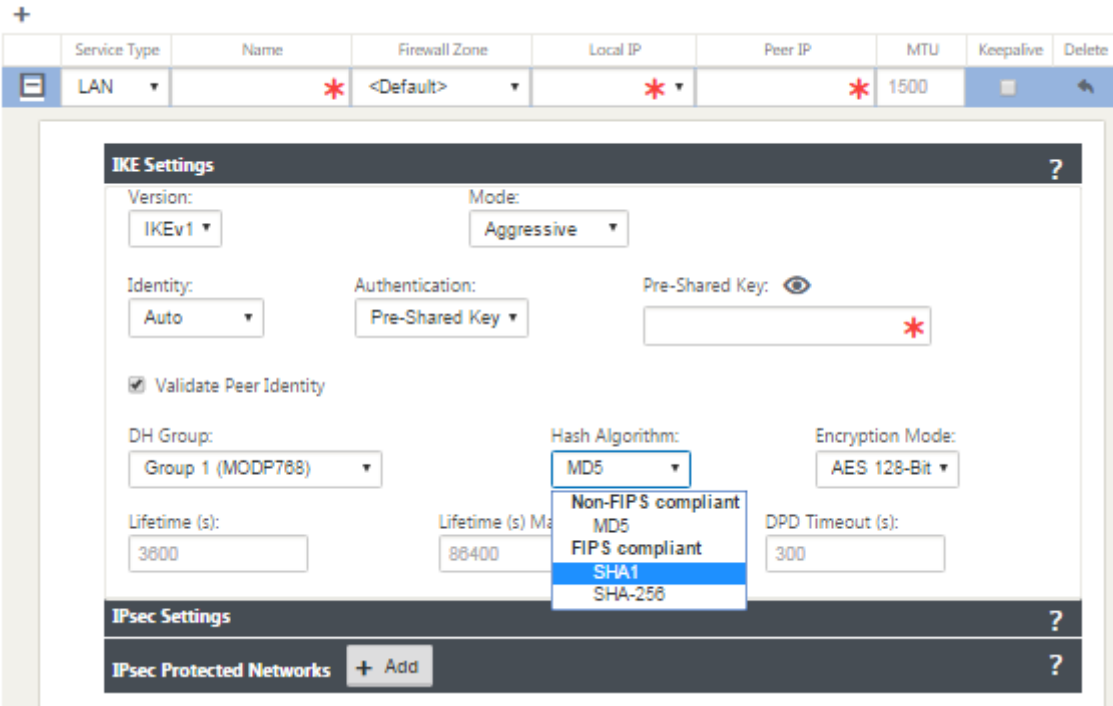 +
Service Type Name Firewall Zone Local IP Peer IP MTU Keepalive Delete
LAN <Default> 1500
IKE Settings ?
Version: Mode:
IKEv1 Aggressive
Identity: Authentication: Pre-Shared Key:
Auto Pre-Shared Key
Validate Peer Identity
DH Group: Hash Algorithm: Encryption Mode:
Group 1 (MODP768) MD5 AES 128-Bit
Non-FIPS compliant
MD5
Lifetime (s): Lifetime (s) Ma DPD Timeout (s):
FIPS compliant
3600 86400 300
SHA1
SHA-256
IPsec Settings ?
IPsec Protected Networks + Add ?